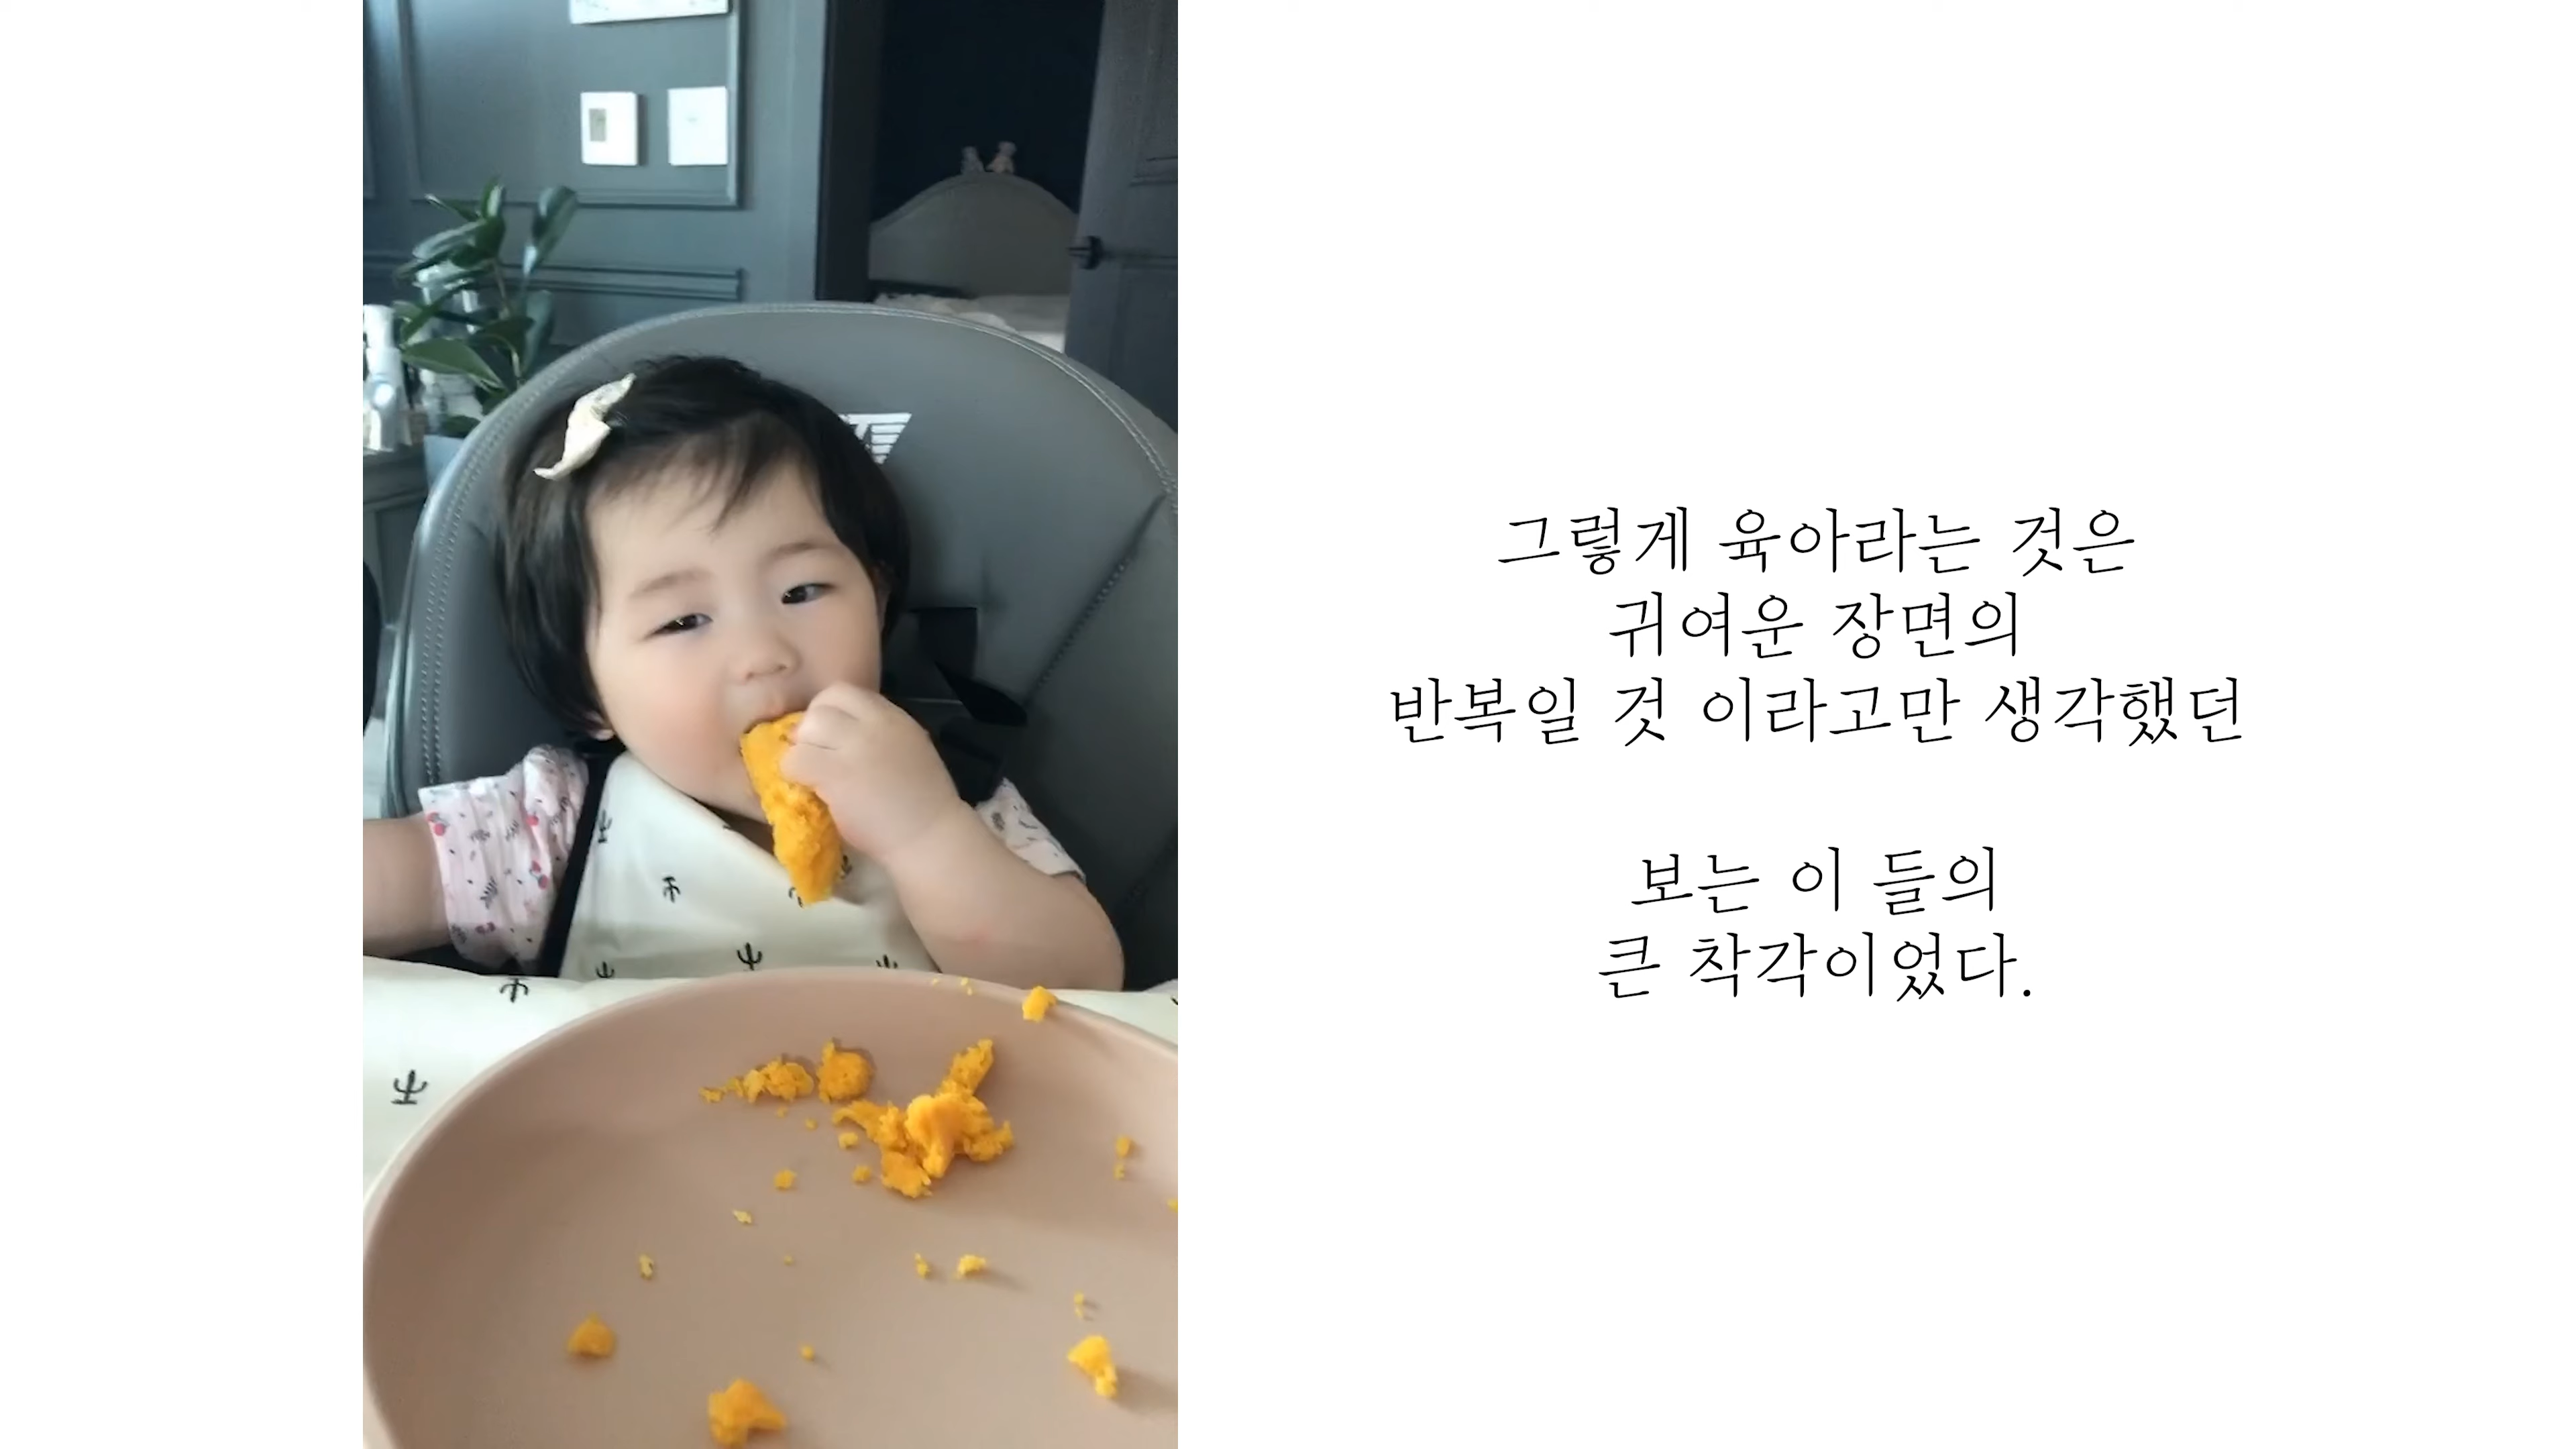 그렇게 육아라는 것은
귀여운 장면의
반복일 것 이라고만 생각했던
보는 이 들의
큰 착각이었다.